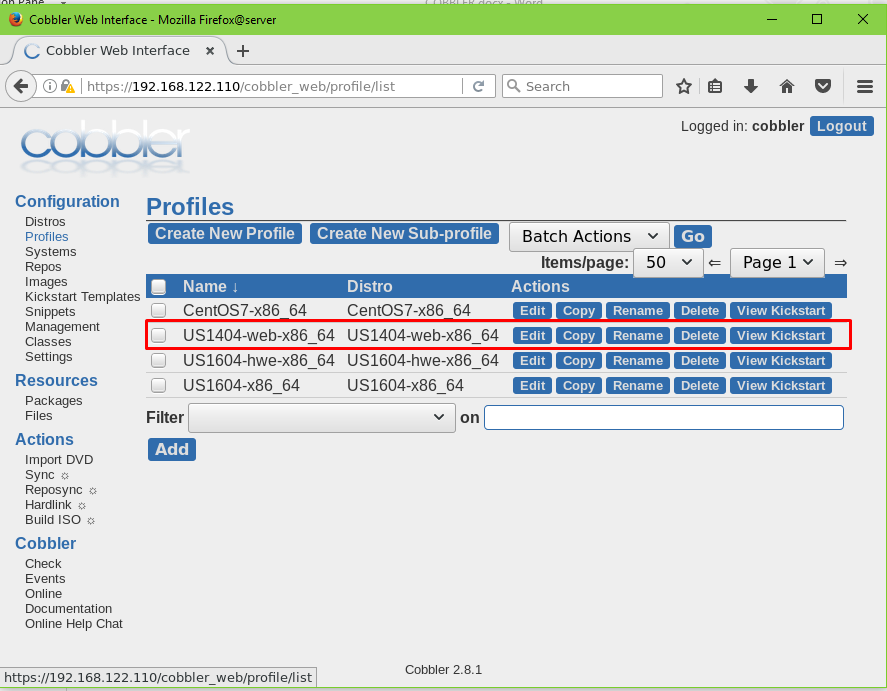 COBBLER.docx - Word
Cobbler Web Interface - Mozilla Firefox@server
Cobbler Web Interface
https://192.168.122.110/cobbler_web/profile/list
Search
cobbler
Logged in: cobbler Logout
Configuration
Distros
Profiles
Systems
Repos
Images
Kickstart Templates
Snippets
Management
Classes
Settings
Resources
Packages
Files
Actions
Import DVD
Sync ☼
Reposync ☼
Hardlink ☼
Build ISO ☼
Cobbler
Check
Events
Online
Documentation
Online Help Chat
Profiles
Create New Profile Create New Sub-profile Batch Actions Go
Items/page: 50 ⇐ Page 1 ⇒
Name ↓ Distro Actions
CentOS7-x86_64 CentOS7-x86_64 Edit Copy Rename Delete View Kickstart
US1404-web-x86_64 US1404-web-x86_64 Edit Copy Rename Delete View Kickstart
US1604-hwe-x86_64 US1604-hwe-x86_64 Edit Copy Rename Delete View Kickstart
US1604-x86_64 US1604-x86_64 Edit Copy Rename Delete View Kickstart
Filter on
Add
Cobbler 2.8.1
https://192.168.122.110/cobbler_web/profile/list